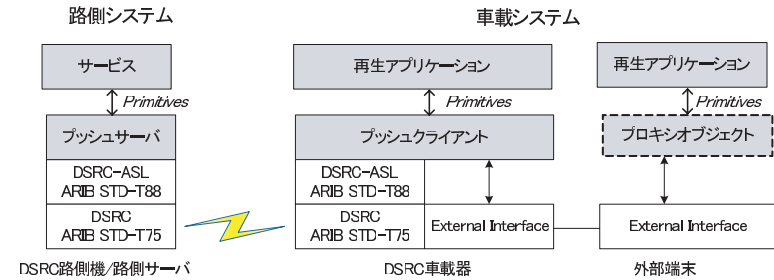 路側システム
車載システム
サービス
再生アプリケーション
再生アプリケーション
Primitives
Primitives
Primitives
プッシュサーバ
プッシュクライアント
プロキシオブジェクト
DSRC-ASL
ARIB STD-T88
DSRC-ASL
ARIB STD-T88
DSRC
ARIB STD-T75
DSRC
ARIB STD-T75
External Interface
External Interface
DSRC路側機/路側サーバ
DSRC車載器
外部端末